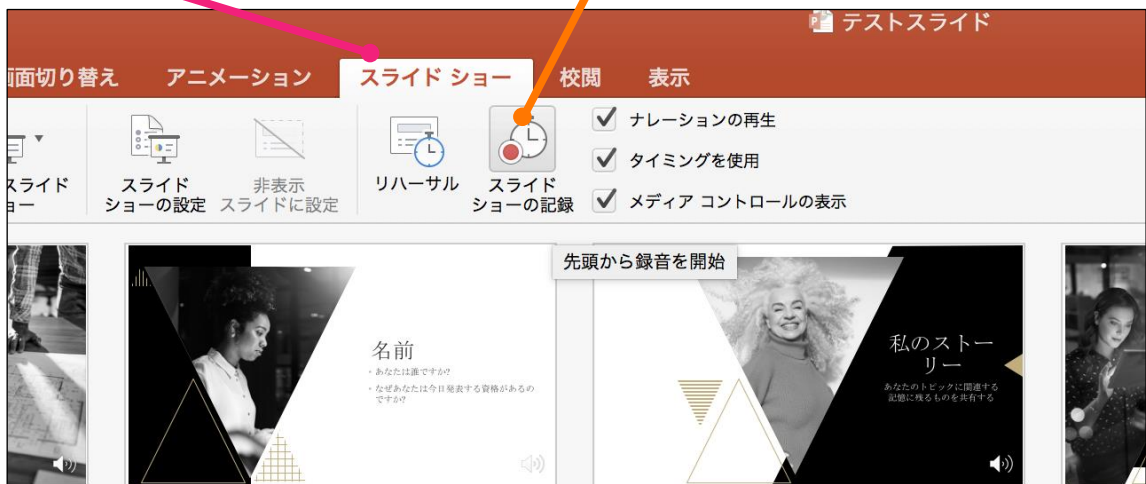 テストスライド
画面切り替え アニメーション スライド ショー 校閲 表示
ナレーションの再生
タイミングを使用
メディア コントロールの表示
スライド
ショー
スライド
ショーの設定
非表示
スライドに設定
リハーサル
スライド
ショーの記録
先頭から録音を開始
名前
・あなたは誰ですか?
・なぜあなたは今日発表する資格があるの
ですか?
私のストー
リー
あなたのトピックに関連する
記憶に残るものを共有する